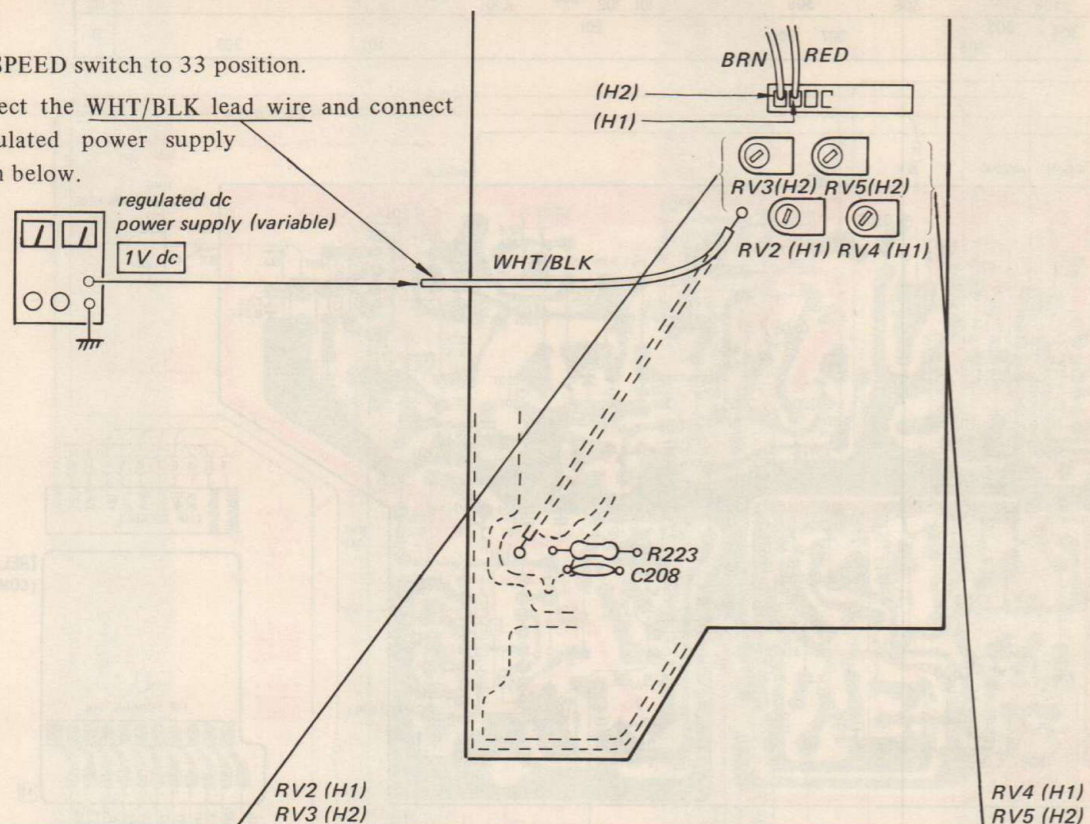 SPEED switch to 33 position.
ect the WHT/BLK lead wire and connect
ulated power supply
n below.
regulated dc
power supply (variable)
1V dc
BRN
RED
(H2)
(H1)
RV3(H2) RV5(H2)
RV2 (H1) RV4 (H1)
WHT/BLK
R223
C208
RV2 (H1)
RV3 (H2)
RV4 (H1)
RV5 (H2)